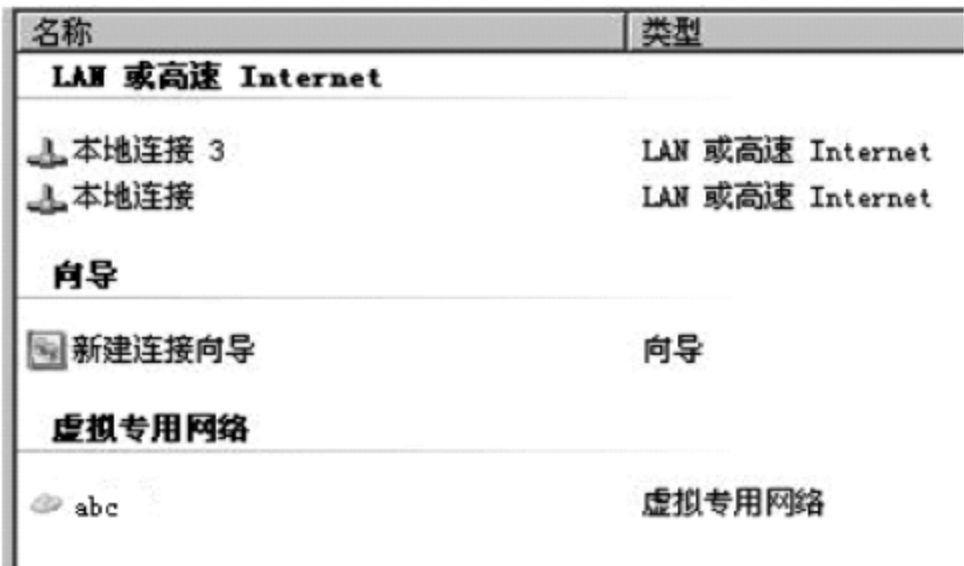 名称 类型
LAN 或高速 Internet
本地连接 3 LAN 或高速 Internet
本地连接 LAN 或高速 Internet
向导
新建连接向导 向导
虚拟专用网络
abc 虚拟专用网络